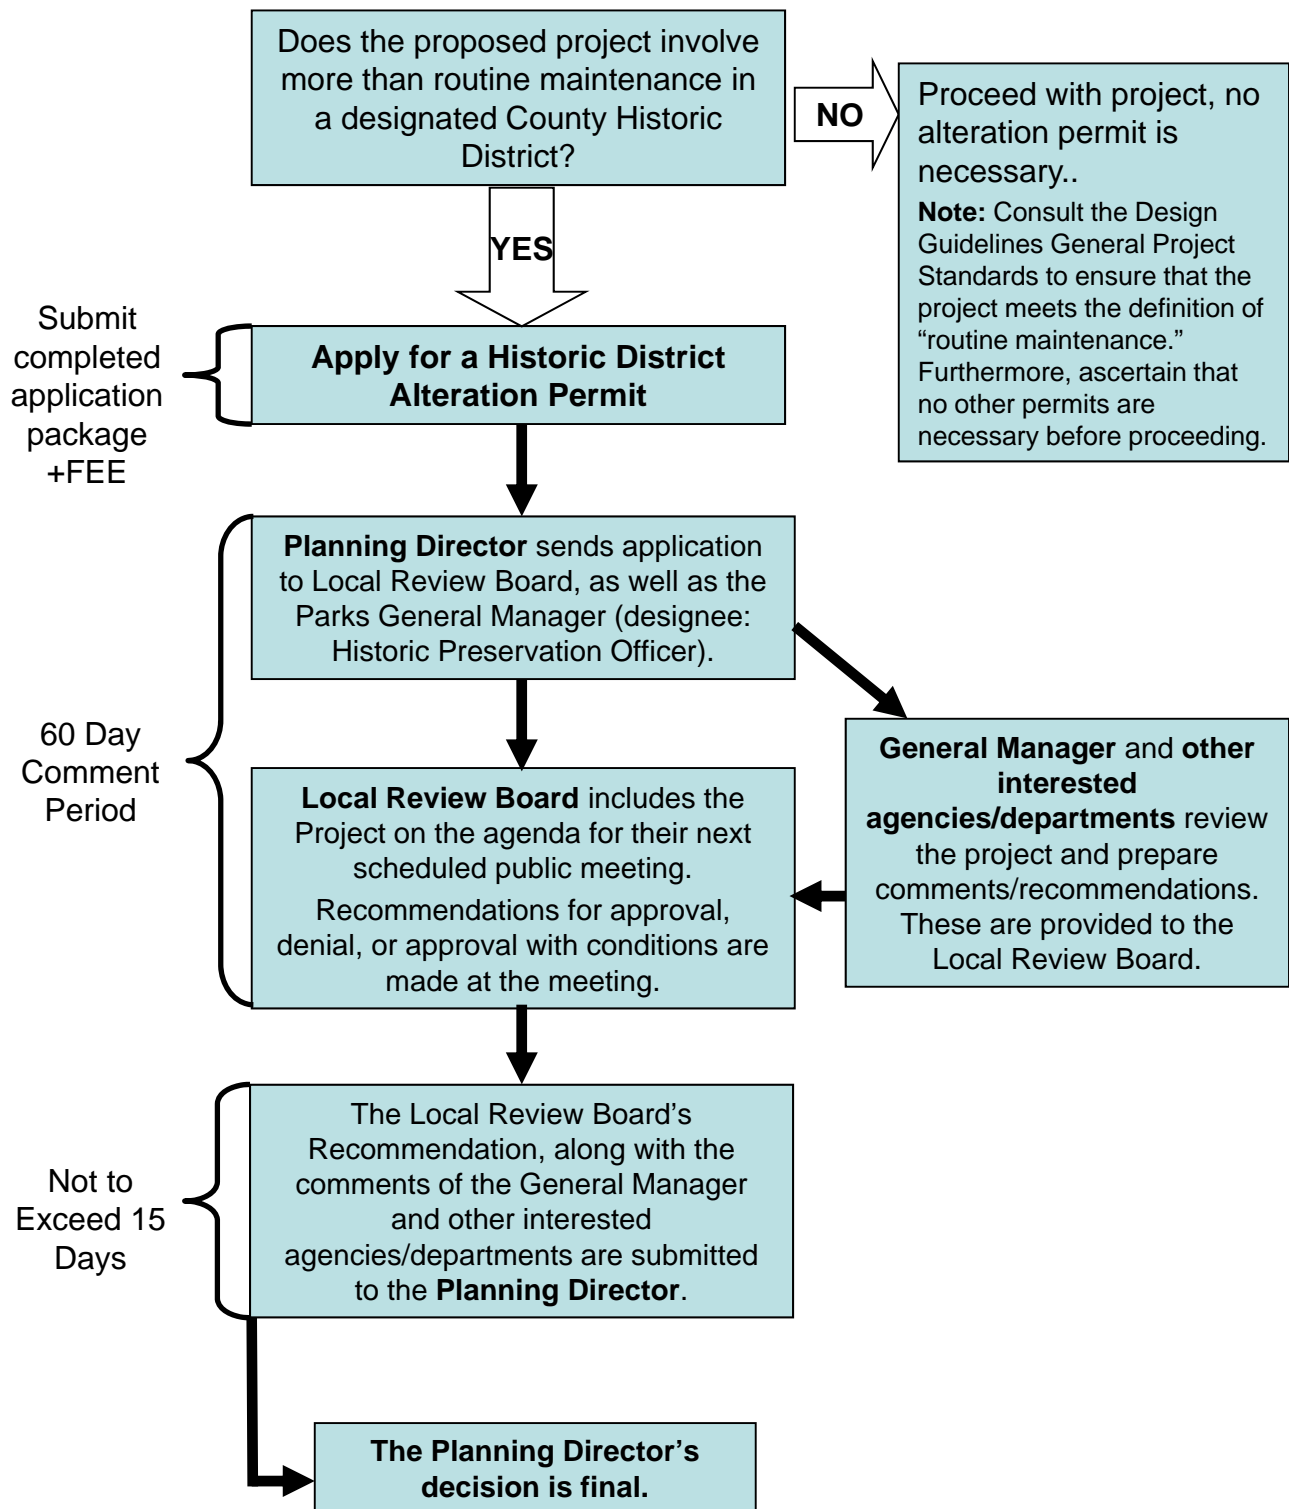 Does the proposed project involve
more than routine maintenance in
a designated County Historic
District?
NO
Proceed with project, no
alteration permit is
necessary..
Note: Consult the Design
Guidelines General Project
Standards to ensure that the
project meets the definition of
“routine maintenance.”
Furthermore, ascertain that
no other permits are
necessary before proceeding.
YES
Submit
completed
application
package
+FEE
Apply for a Historic District
Alteration Permit
60 Day
Comment
Period
Planning Director sends application
to Local Review Board, as well as the
Parks General Manager (designee:
Historic Preservation Officer).
General Manager and other
interested
agencies/departments review
the project and prepare
comments/recommendations.
These are provided to the
Local Review Board.
Local Review Board includes the
Project on the agenda for their next
scheduled public meeting.
Recommendations for approval,
denial, or approval with conditions are
made at the meeting.
Not to
Exceed 15
Days
The Local Review Board’s
Recommendation, along with the
comments of the General Manager
and other interested
agencies/departments are submitted
to the Planning Director.
The Planning Director’s
decision is final.